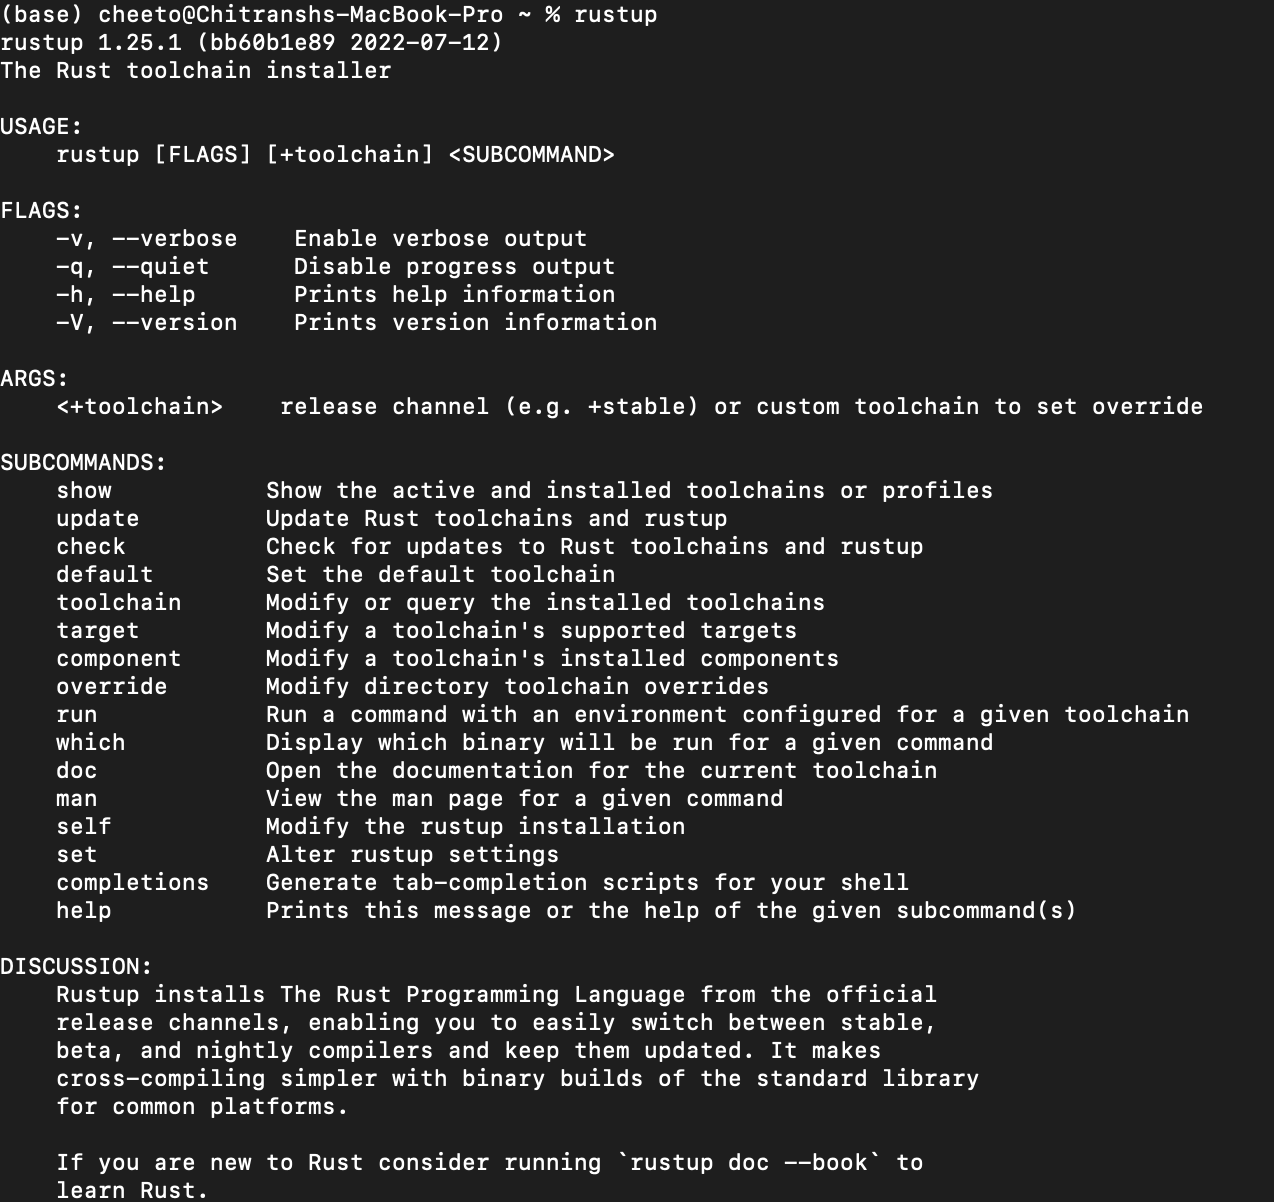 (base) cheeto@Chitranshs-MacBook-Pro ~ % rustup
rustup 1.25.1 (bb60b1e89 2022-07-12)
The Rust toolchain installer

USAGE:
    rustup [FLAGS] [+toolchain] <SUBCOMMAND>

FLAGS:
    -v, --verbose    Enable verbose output
    -q, --quiet      Disable progress output
    -h, --help       Prints help information
    -V, --version    Prints version information

ARGS:
    <+toolchain>    release channel (e.g. +stable) or custom toolchain to set override

SUBCOMMANDS:
    show           Show the active and installed toolchains or profiles
    update         Update Rust toolchains and rustup
    check          Check for updates to Rust toolchains and rustup
    default        Set the default toolchain
    toolchain      Modify or query the installed toolchains
    target         Modify a toolchain's supported targets
    component      Modify a toolchain's installed components
    override       Modify directory toolchain overrides
    run            Run a command with an environment configured for a given toolchain
    which          Display which binary will be run for a given command
    doc            Open the documentation for the current toolchain
    man            View the man page for a given command
    self           Modify the rustup installation
    set            Alter rustup settings
    completions    Generate tab-completion scripts for your shell
    help           Prints this message or the help of the given subcommand(s)

DISCUSSION:
    Rustup installs The Rust Programming Language from the official
    release channels, enabling you to easily switch between stable,
    beta, and nightly compilers and keep them updated. It makes
    cross-compiling simpler with binary builds of the standard library
    for common platforms.

    If you are new to Rust consider running `rustup doc --book` to
    learn Rust.